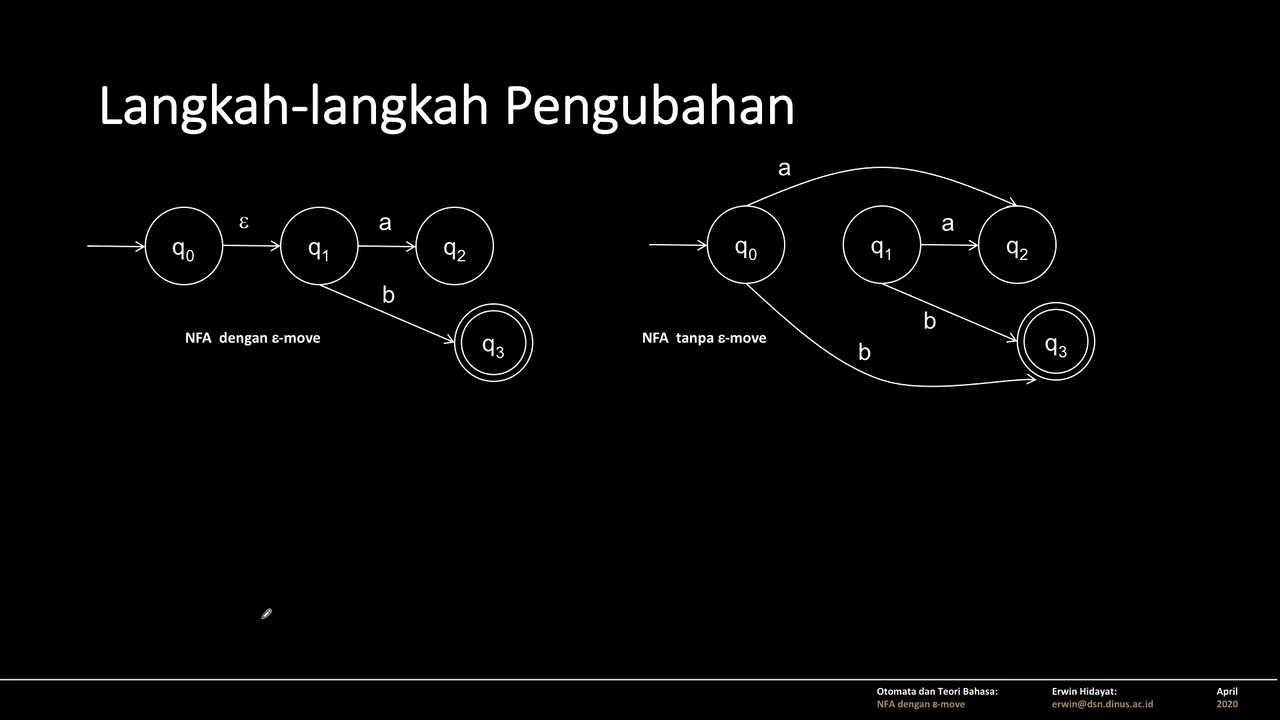 Langkah-langkah Pengubahan
ε
a
q0
q1
q2
b
q3
NFA dengan ε-move
a
a
q0
q1
q2
b
b
q3
NFA tanpa ε-move
Otomata dan Teori Bahasa:
NFA dengan ε-move
Erwin Hidayat:
erwin@dsn.dinus.ac.id
April
2020